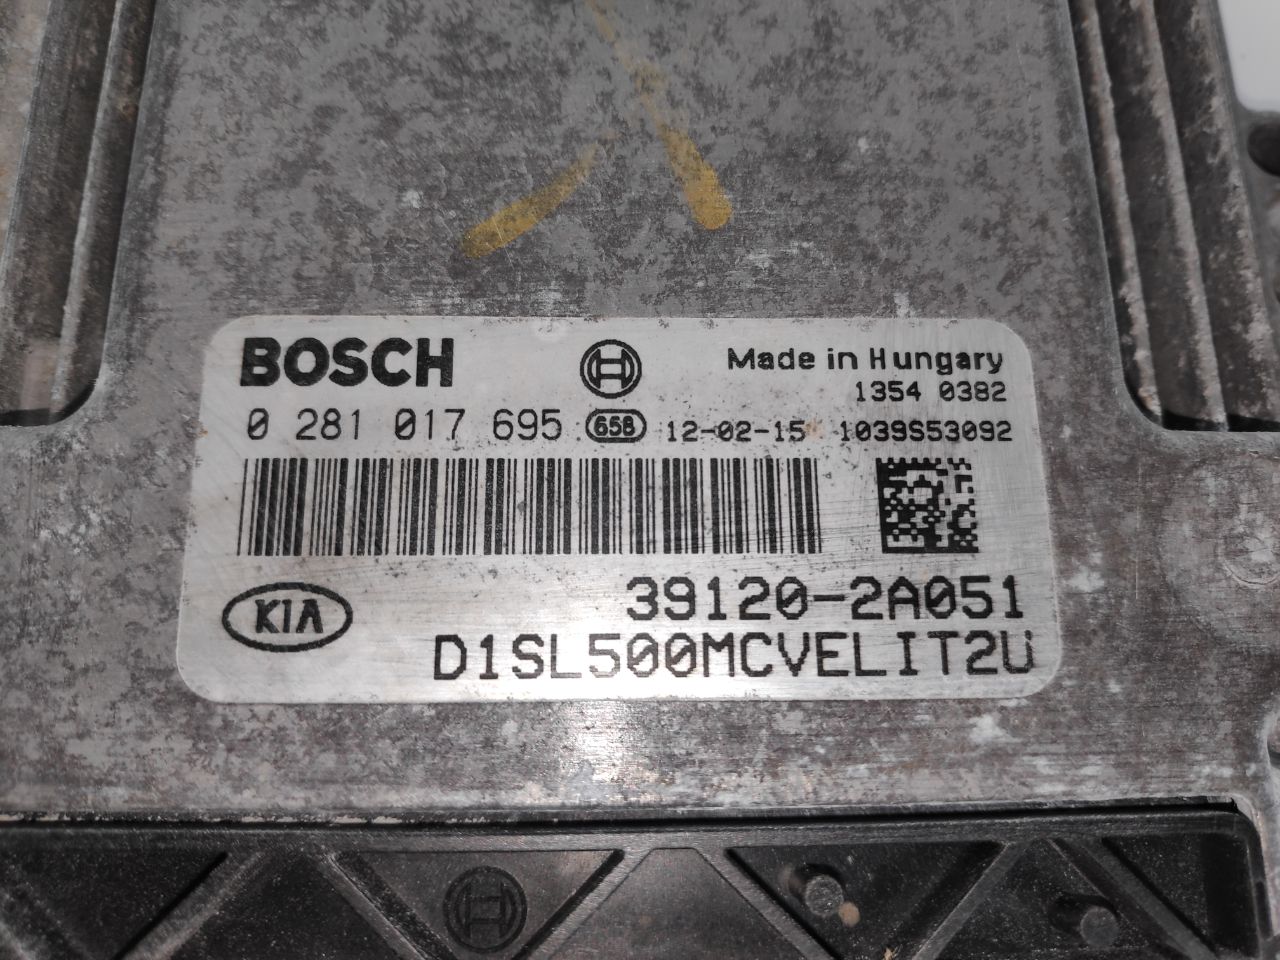 BOSCH
Made in Hungary
1354 0382
0 281 017 695 658 12-02-15 1039S53092
KIA
39120-2A051
D1SL500MCVELIT2U